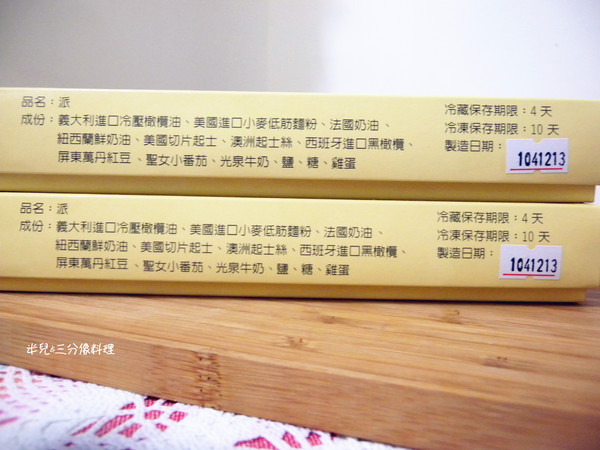 品名：派
成份：義大利進口冷壓橄欖油、美國進口小麥低筋麵粉、法國奶油、
紐西蘭鮮奶油、美國切片起士、澳洲起士絲、西班牙進口黑橄欖、
屏東萬丹紅豆、聖女小番茄、光泉牛奶、鹽、糖、雞蛋
冷藏保存期限：4 天
冷凍保存期限：10 天
製造日期：
1041213
品名：派
成份：義大利進口冷壓橄欖油、美國進口小麥低筋麵粉、法國奶油、
紐西蘭鮮奶油、美國切片起士、澳洲起士絲、西班牙進口黑橄欖、
屏東萬丹紅豆、聖女小番茄、光泉牛奶、鹽、糖、雞蛋
冷藏保存期限：4 天
冷凍保存期限：10 天
製造日期：
1041213
半兒&三分像料理